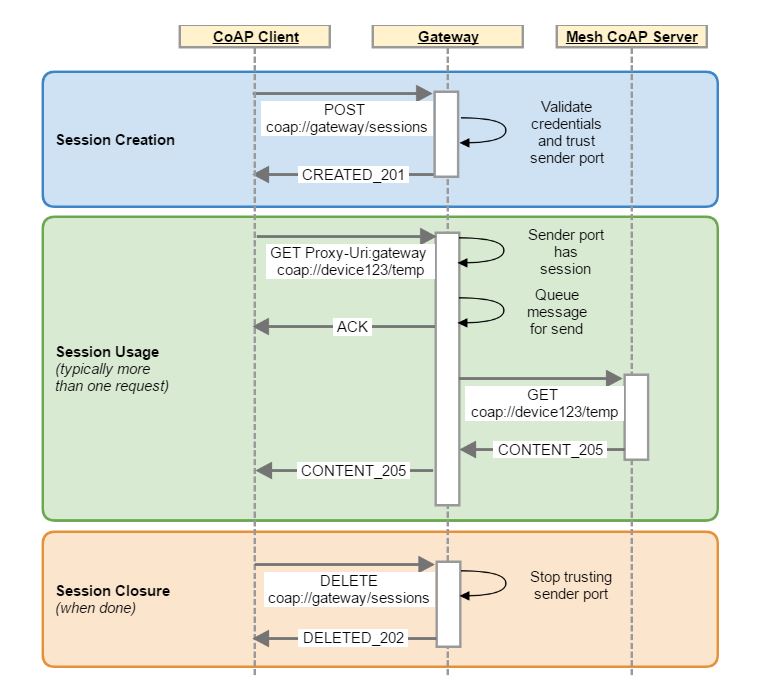 CoAP Client
Gateway
Mesh CoAP Server
Session Creation
POST
coap://gateway/sessions
Validate
credentials
and trust
sender port
CREATED_201
Session Usage
(typically more
than one request)
GET Proxy-Uri:gateway
coap://device123/temp
Sender port
has
session
Queue
message
for send
ACK
GET
coap://device123/temp
CONTENT_205
CONTENT_205
Session Closure
(when done)
DELETE
coap://gateway/sessions
Stop trusting
sender port
DELETED_202